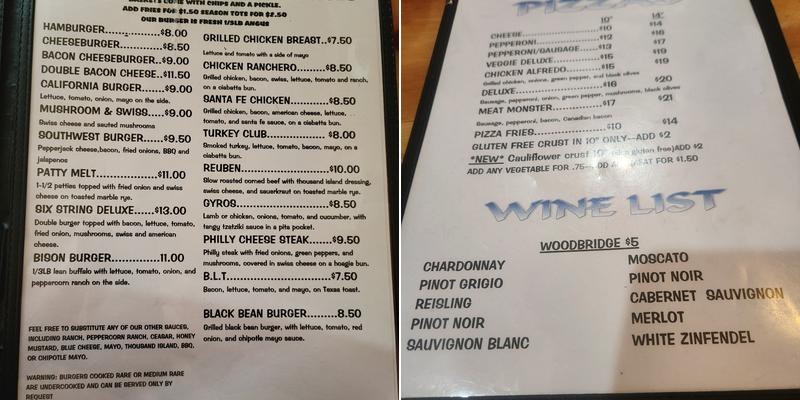 BASKETS COME WITH CHIPS AND A PICKLE.
ADD FRIES FOR $1.50 SEASON TOTS FOR $2.50
OUR BURGER IS FRESH 1/3LB ANGUS
HAMBURGER..........$8.00
CHEESEBURGER......$8.50
BACON CHEESEBURGER..$9.00
DOUBLE BACON CHEESE..$11.50
CALIFORNIA BURGER....$9.00
Lettuce, tomato, onion, mayo on the side.
MUSHROOM & SWISS....$9.00
Swiss cheese and sauteed mushrooms
SOUTHWEST BURGER....$9.50
Pepperjack cheese,bacon, fried onions, BBQ and
jalapenos
PATTY MELT..........$11.00
1-1/2 patties topped with fried onion and swiss
cheese on toasted marble rye.
SIX STRING DELUXE....$13.00
Double burger topped with bacon, lettuce, tomato,
fried onion, mushrooms, swiss and american
cheese.
BISON BURGER..........11.00
1/3LB lean buffalo with lettuce, tomato, onion, and
peppercorn ranch on the side.
FEEL FREE TO SUBSTITUTE ANY OF OUR OTHER SAUCES,
INCLUDING RANCH, PEPPERCORN RANCH, CEASAR, HONEY
MUSTARD, BLUE CHEESE, MAYO, THOUSAND ISLAND, BBQ,
OR CHIPOTLE MAYO.
WARNING: BURGERS COOKED RARE OR MEDIUM RARE
ARE UNDERCOOKED AND CAN BE SERVED ONLY BY
REQUEST
GRILLED CHICKEN BREAST..$7.50
Lettuce and tomato with a side of mayo
CHICKEN RANCHERO........$8.50
Grilled chicken, bacon, swiss, lettuce, tomato and ranch,
on a ciabatta bun.
SANTA FE CHICKEN........$8.50
Grilled chicken, bacon, american cheese, lettuce,
tomato, and santa fe sauce, on a ciabatta bun.
TURKEY CLUB............ $8.00
Smoked turkey, lettuce, tomato, bacon, mayo, on a
ciabatta bun.
REUBEN..................$10.00
Slow roasted corned beef with thousand island dressing,
swiss cheese, and sauerkraut on toasted marble rye.
GYROS...................$8.50
Lamb or chicken, onions, tomato, and cucumber, with
tangy tzatziki sauce in a pita pocket.
PHILLY CHEESE STEAK.....$9.50
Philly steak with fried onions, green peppers, and
mushrooms, covered in swiss cheese on a hoagie bun.
B.L.T...................$7.50
Bacon, lettuce, tomato, and mayo, on Texas toast.
BLACK BEAN BURGER.......8.50
Grilled black bean burger, with lettuce, tomato, red
onion, and chipotle mayo sauce.
PIZZAS
10" 14"
CHEESE...............$10 $14
PEPPERONI............$12 $16
PEPPERONI/SAUSAGE....$13 $17
VEGGIE DELUXE........$15 $19
CHICKEN ALFREDO......$15 $19
Grilled chicken, onions, green pepper, and black olives
DELUXE...............$16 $20
Sausage, pepperoni, onion, green pepper, mushrooms, black olives
MEAT MONSTER.........$17 $21
Sausage, pepperoni, bacon, Canadian bacon
PIZZA FRIES..........$10 $14
GLUTEN FREE CRUST IN 10" ONLY--ADD $2
*NEW* Cauliflower crust 10" gluten free)ADD $2
ADD ANY VEGETABLE FOR .75 ADD A MEAT FOR $1.50
WINE LIST
WOODBRIDGE $5
CHARDONNAY
PINOT GRIGIO
REISLING
PINOT NOIR
SAUVIGNON BLANC
MOSCATO
PINOT NOIR
CABERNET SAUVIGNON
MERLOT
WHITE ZINFENDEL